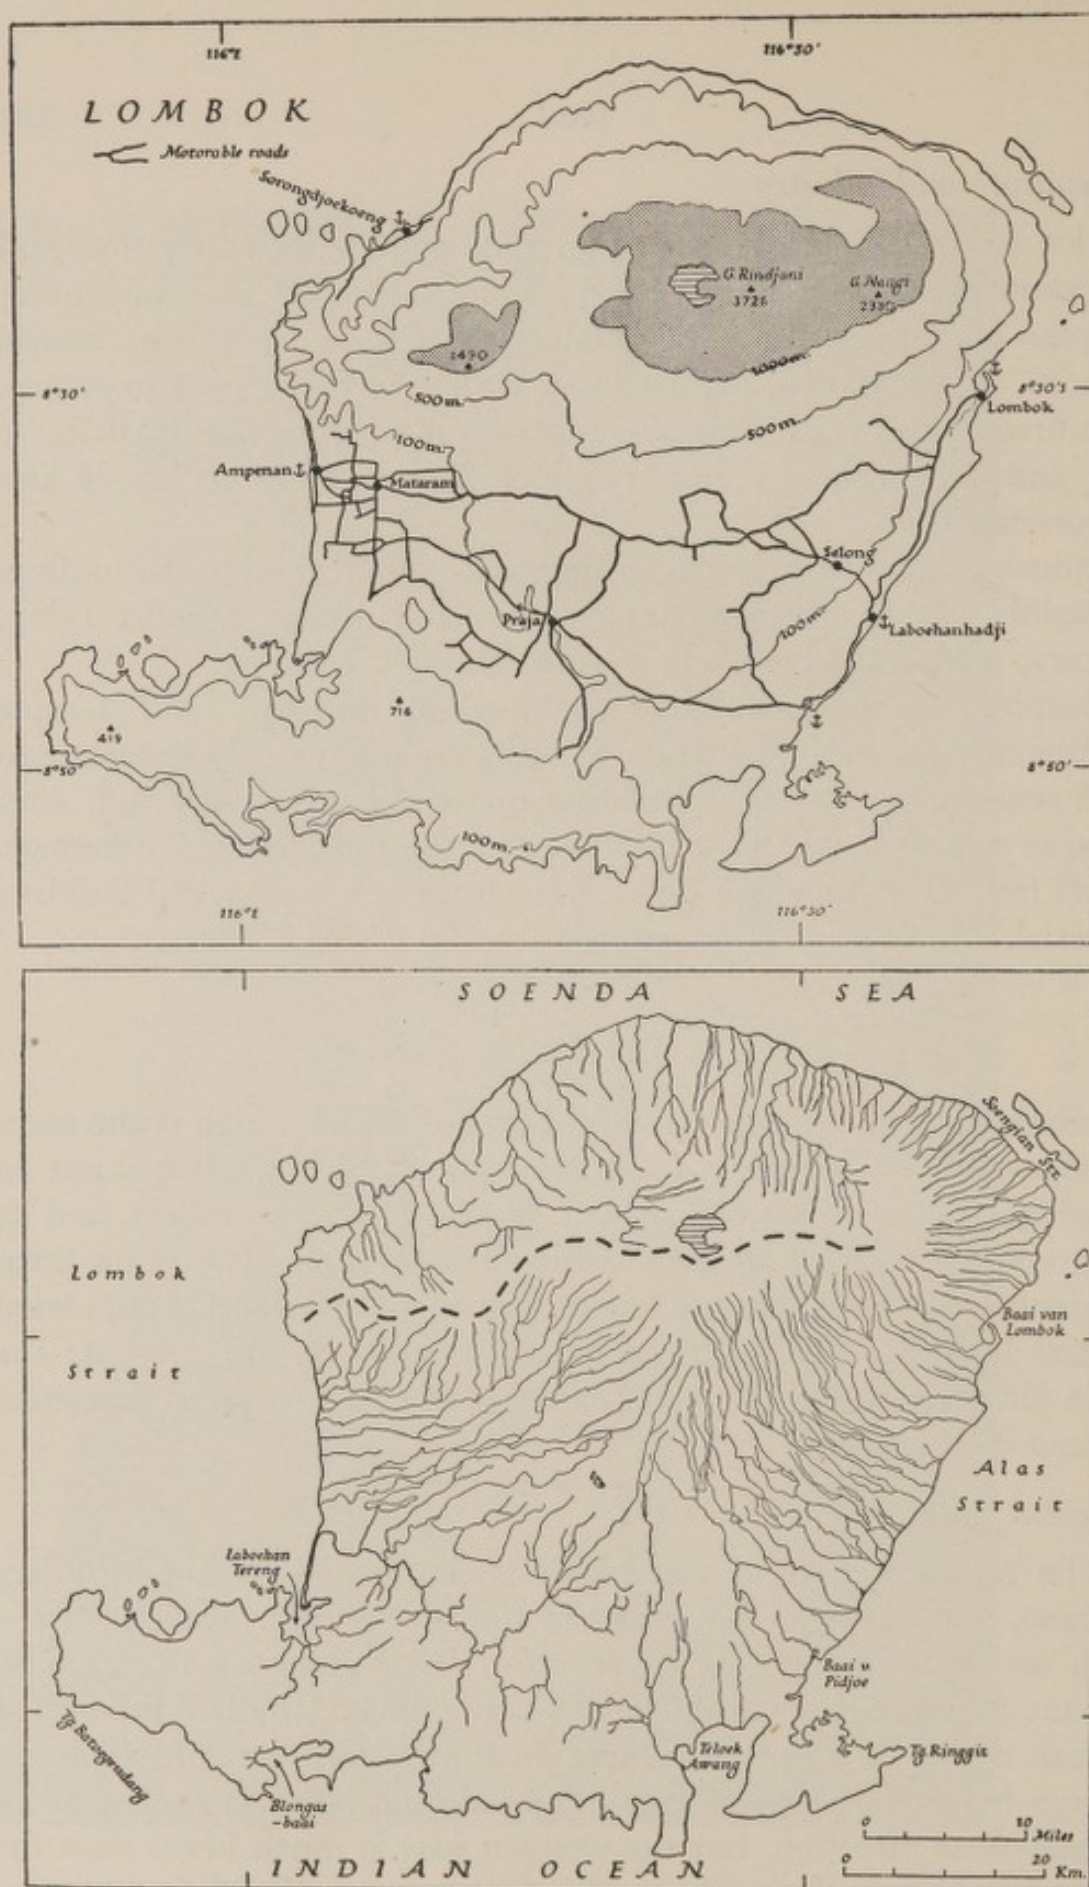 116°E
116°30'
LOMBOK
Motorable roads
Sorongdjoekoeng
G. Rindjani
3726
G. Nangi
2330
1490
1000m.
8°30'
500m.
500m.
8°30'S
Lombok
100m.
Ampenan
Mataram
Selong
Praja
100m.
Laboehanhadji
716
419
8°50'
8°50'
100m.
116°E
116°30'
SOENDA SEA
Soengian Str.
Lombok
Strait
Baai van
Lombok
Alas
Strait
Laboehan
Tereng
Baai v.
Pidjoe
Teloek
Awang
Tg Ringgit
Blongas
-baai
0 10 Miles
0 20 Km.
INDIAN OCEAN